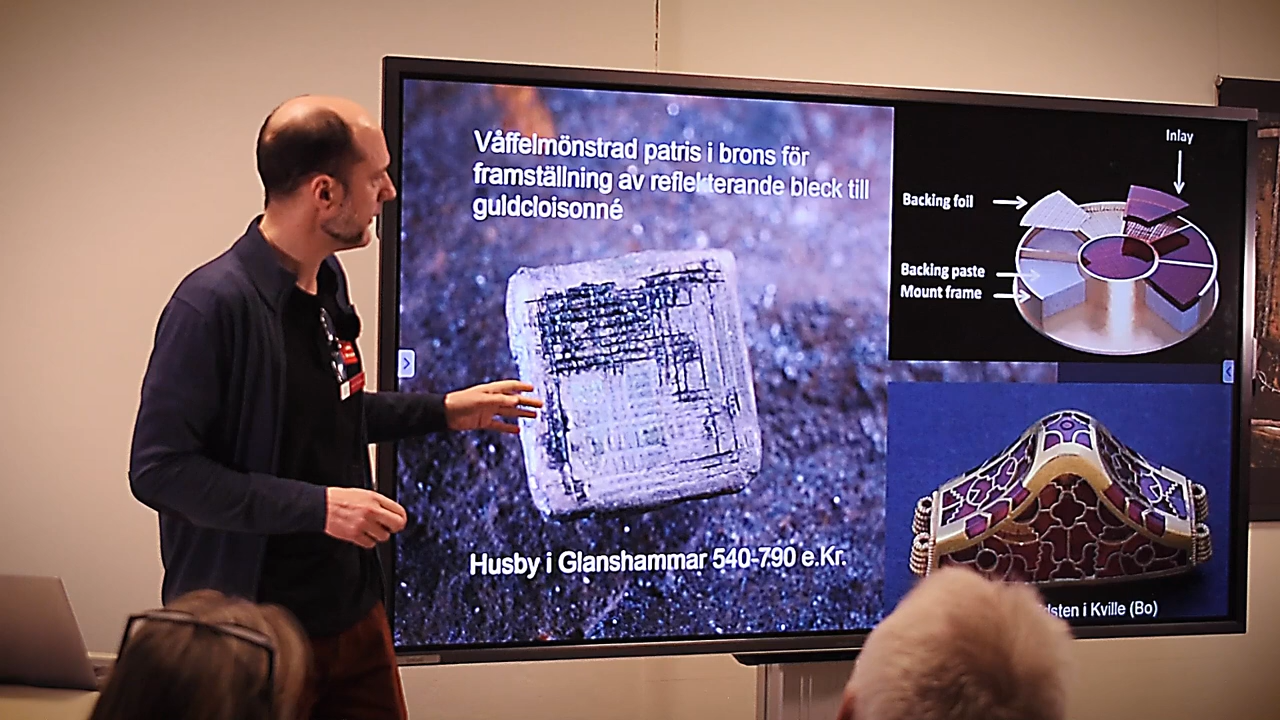 Våffelmönstrad patris i brons för
framställning av reflekterande bleck till
guldcloisonné
Husby i Glanshammar 540-790 e.Kr.
Inlay
Backing foil
Backing paste
Mount frame
i Kville (Bo)